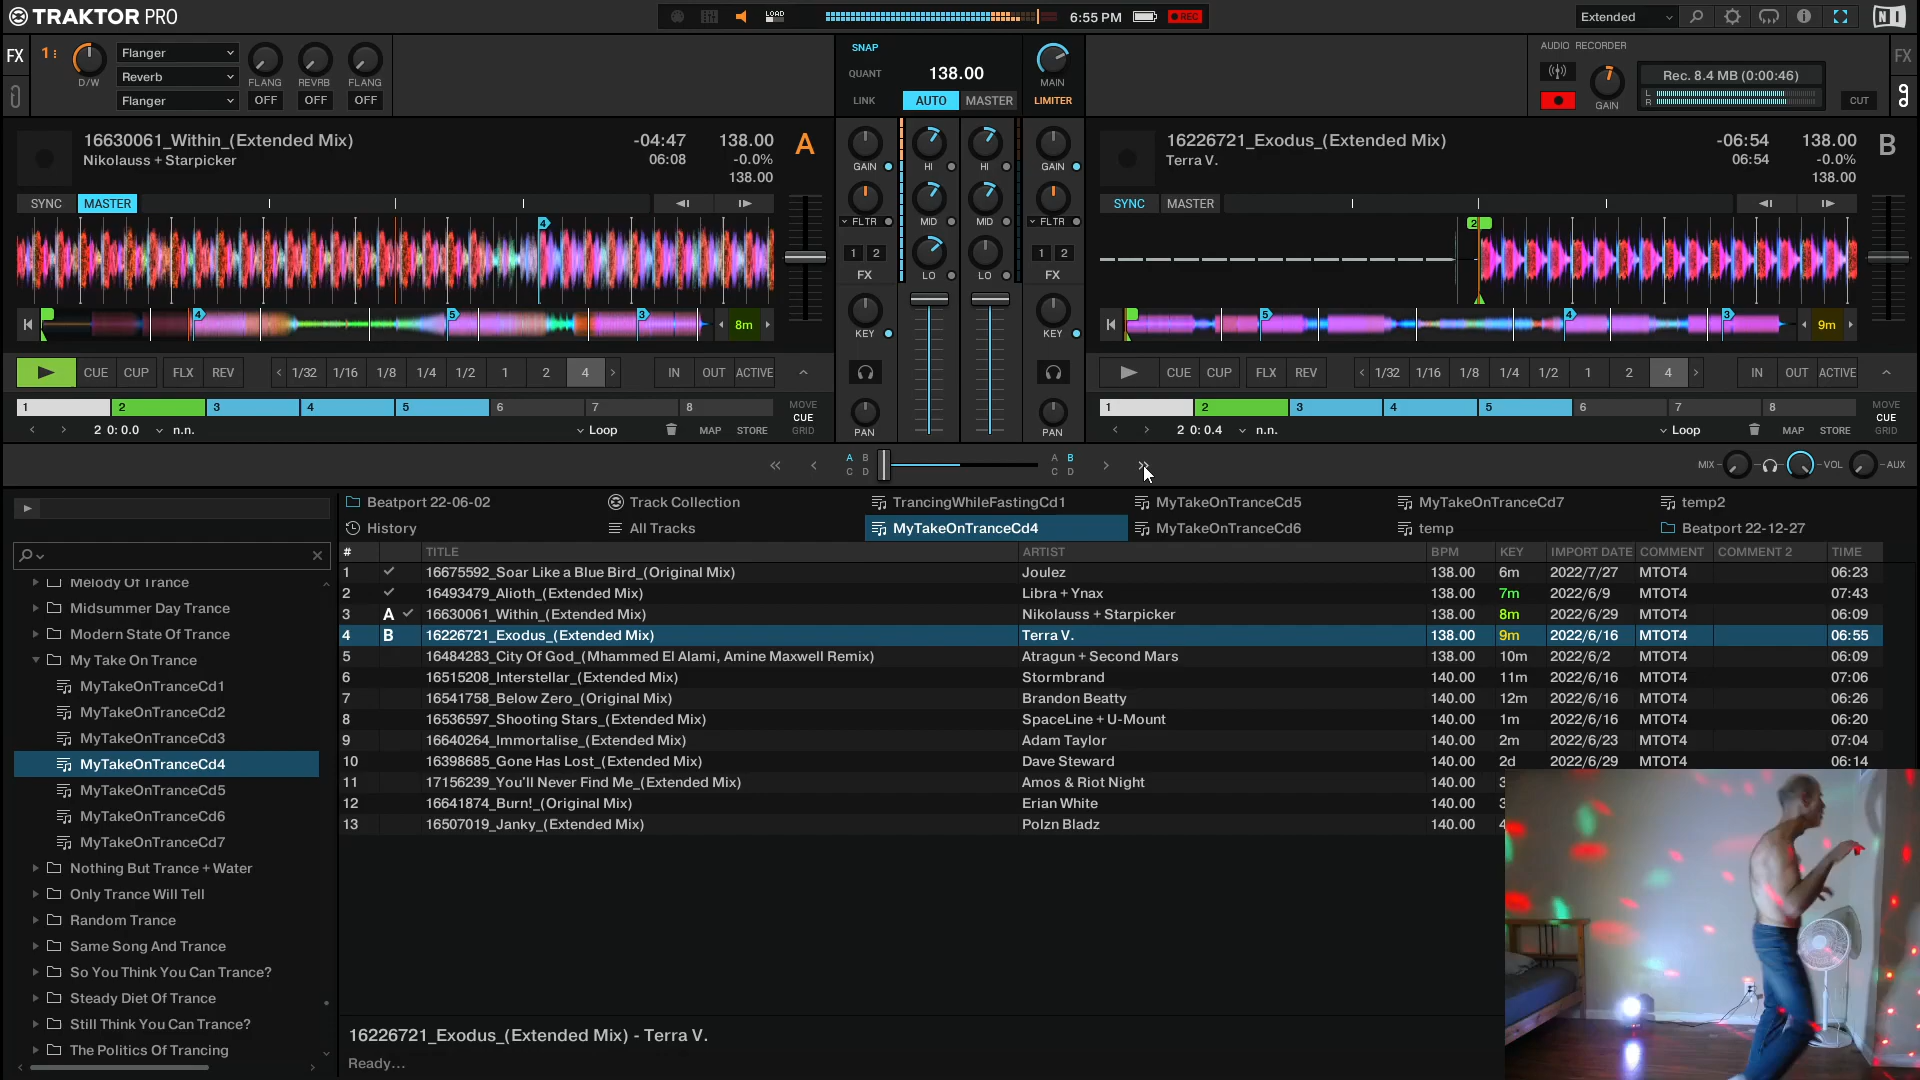 TRAKTOR PRO
LOAD
6:55 PM
REC
Extended
FX
1
D/W
Flanger
Reverb
Flanger
FLANG REVRB FLANG
OFF OFF OFF
SNAP
QUANT
LINK
138.00
AUTO MASTER
MAIN
LIMITER
AUDIO RECORDER
GAIN
Rec. 8.4 MB (0:00:46)
L
R
CUT
FX
16630061_Within_(Extended Mix)
Nikolauss + Starpicker
-04:47
06:08
138.00
-0.0%
138.00
A
SYNC MASTER
4
4 5 3
8m
CUE CUP FLX REV
1/32 1/16 1/8 1/4 1/2 1 2 4
IN OUT ACTIVE
1 2 3 4 5 6 7 8
MOVE
CUE
GRID
2 0:0.0 n.n. Loop MAP STORE
GAIN HI HI GAIN
FLTR MID MID FLTR
1 2 1 2
FX LO LO FX
KEY KEY
PAN PAN
16226721_Exodus_(Extended Mix)
Terra V.
-06:54
06:54
138.00
-0.0%
138.00
B
SYNC MASTER
2
5 4 3
9m
CUE CUP FLX REV
1/32 1/16 1/8 1/4 1/2 1 2 4
IN OUT ACTIVE
1 2 3 4 5 6 7 8
MOVE
CUE
GRID
2 0:0.4 n.n. Loop MAP STORE
A B
C D
A B
C D
MIX VOL AUX
Beatport 22-06-02 Track Collection TrancingWhileFastingCd1 MyTakeOnTranceCd5 MyTakeOnTranceCd7 temp2
History All Tracks MyTakeOnTranceCd4 MyTakeOnTranceCd6 temp Beatport 22-12-27
# TITLE ARTIST BPM KEY IMPORT DATE COMMENT COMMENT 2 TIME
1 16675592_Soar Like a Blue Bird_(Original Mix) Joulez 138.00 6m 2022/7/27 MTOT4 06:23
2 16493479_Alioth_(Extended Mix) Libra + Ynax 138.00 7m 2022/6/9 MTOT4 07:43
3 A 16630061_Within_(Extended Mix) Nikolauss + Starpicker 138.00 8m 2022/6/29 MTOT4 06:09
4 B 16226721_Exodus_(Extended Mix) Terra V. 138.00 9m 2022/6/16 MTOT4 06:55
5 16484283_City Of God_(Mhammed El Alami, Amine Maxwell Remix) Atragun + Second Mars 138.00 10m 2022/6/2 MTOT4 06:09
6 16515208_Interstellar_(Extended Mix) Stormbrand 140.00 11m 2022/6/16 MTOT4 07:06
7 16541758_Below Zero_(Original Mix) Brandon Beatty 140.00 12m 2022/6/16 MTOT4 06:26
8 16536597_Shooting Stars_(Extended Mix) SpaceLine + U-Mount 140.00 1m 2022/6/16 MTOT4 06:20
9 16640264_Immortalise_(Extended Mix) Adam Taylor 140.00 2m 2022/6/23 MTOT4 07:04
10 16398685_Gone Has Lost_(Extended Mix) Dave Steward 140.00 2d 2022/6/29 MTOT4 06:14
11 17156239_You'll Never Find Me_(Extended Mix) Amos & Riot Night 140.00
12 16641874_Burn!_(Original Mix) Erian White 140.00
13 16507019_Janky_(Extended Mix) Polzn Bladz 140.00
Melody Of Trance
Midsummer Day Trance
Modern State Of Trance
My Take On Trance
MyTakeOnTranceCd1
MyTakeOnTranceCd2
MyTakeOnTranceCd3
MyTakeOnTranceCd4
MyTakeOnTranceCd5
MyTakeOnTranceCd6
MyTakeOnTranceCd7
Nothing But Trance + Water
Only Trance Will Tell
Random Trance
Same Song And Trance
So You Think You Can Trance?
Steady Diet Of Trance
Still Think You Can Trance?
The Politics Of Trancing
16226721_Exodus_(Extended Mix) - Terra V.
Ready...